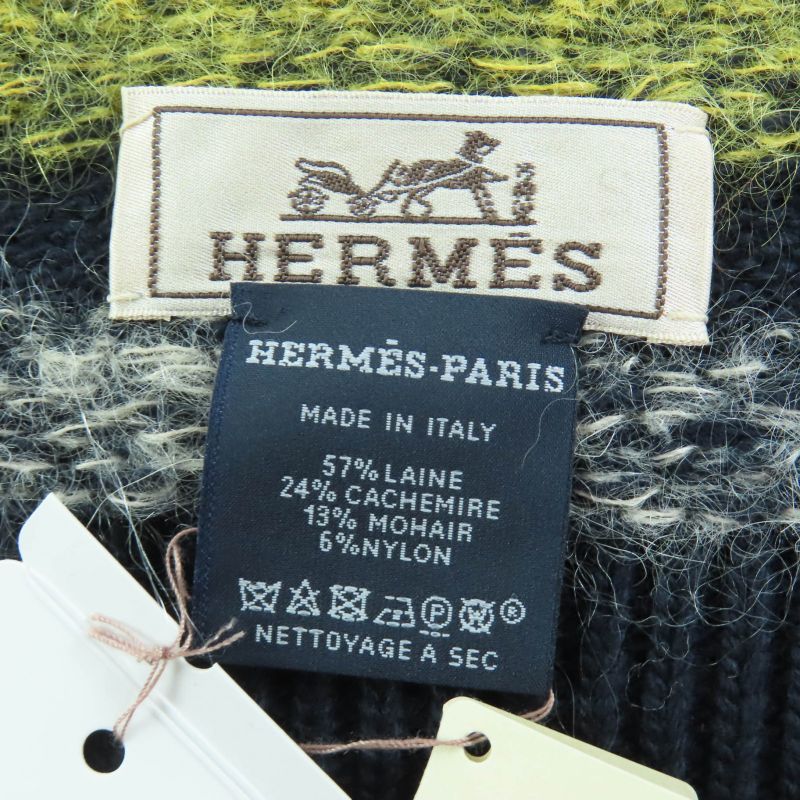 HERMÈS
HERMÈS-PARIS
MADE IN ITALY
57% LAINE
24% CACHEMIRE
13% MOHAIR
6% NYLON
®
NETTOYAGE A SEC